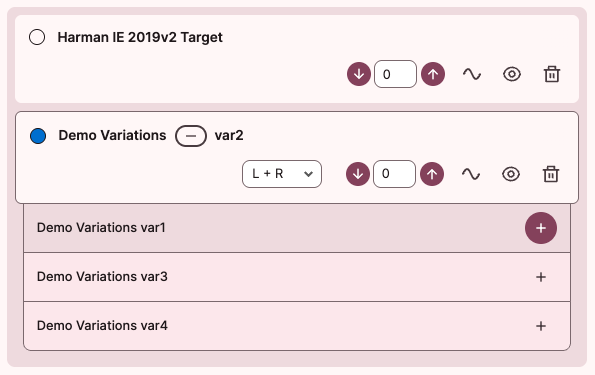 Harman IE 2019v2 Target
0
Demo Variations — var2
L + R 0
Demo Variations var1 +
Demo Variations var3 +
Demo Variations var4 +